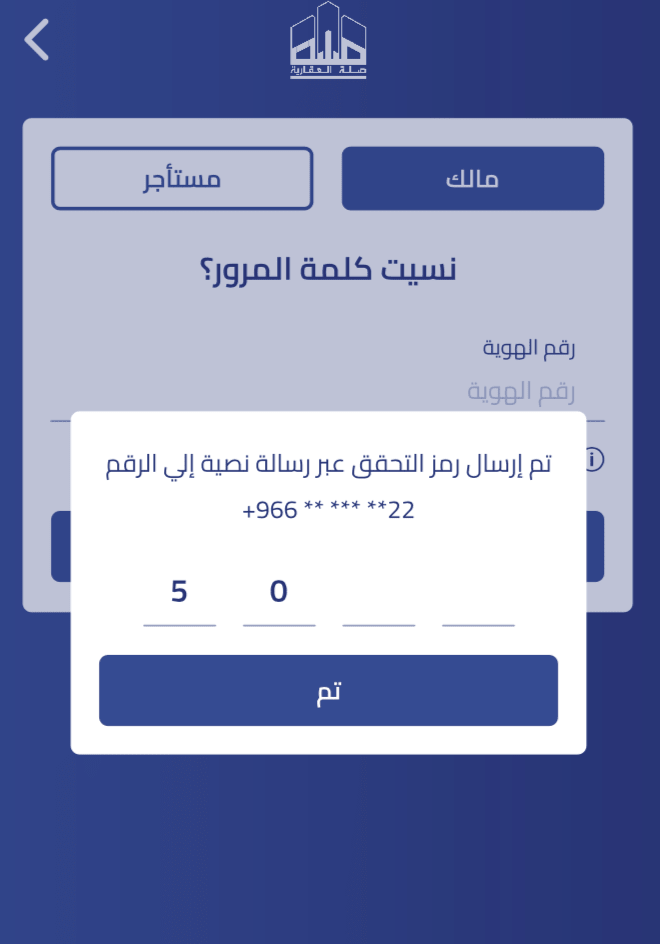 صلة العقارية
مالك
مستأجر
نسيت كلمة المرور؟
رقم الهوية
رقم الهوية
تم إرسال رمز التحقق عبر رسالة نصية إلي الرقم
+966 ** *** **22
5 0
تم